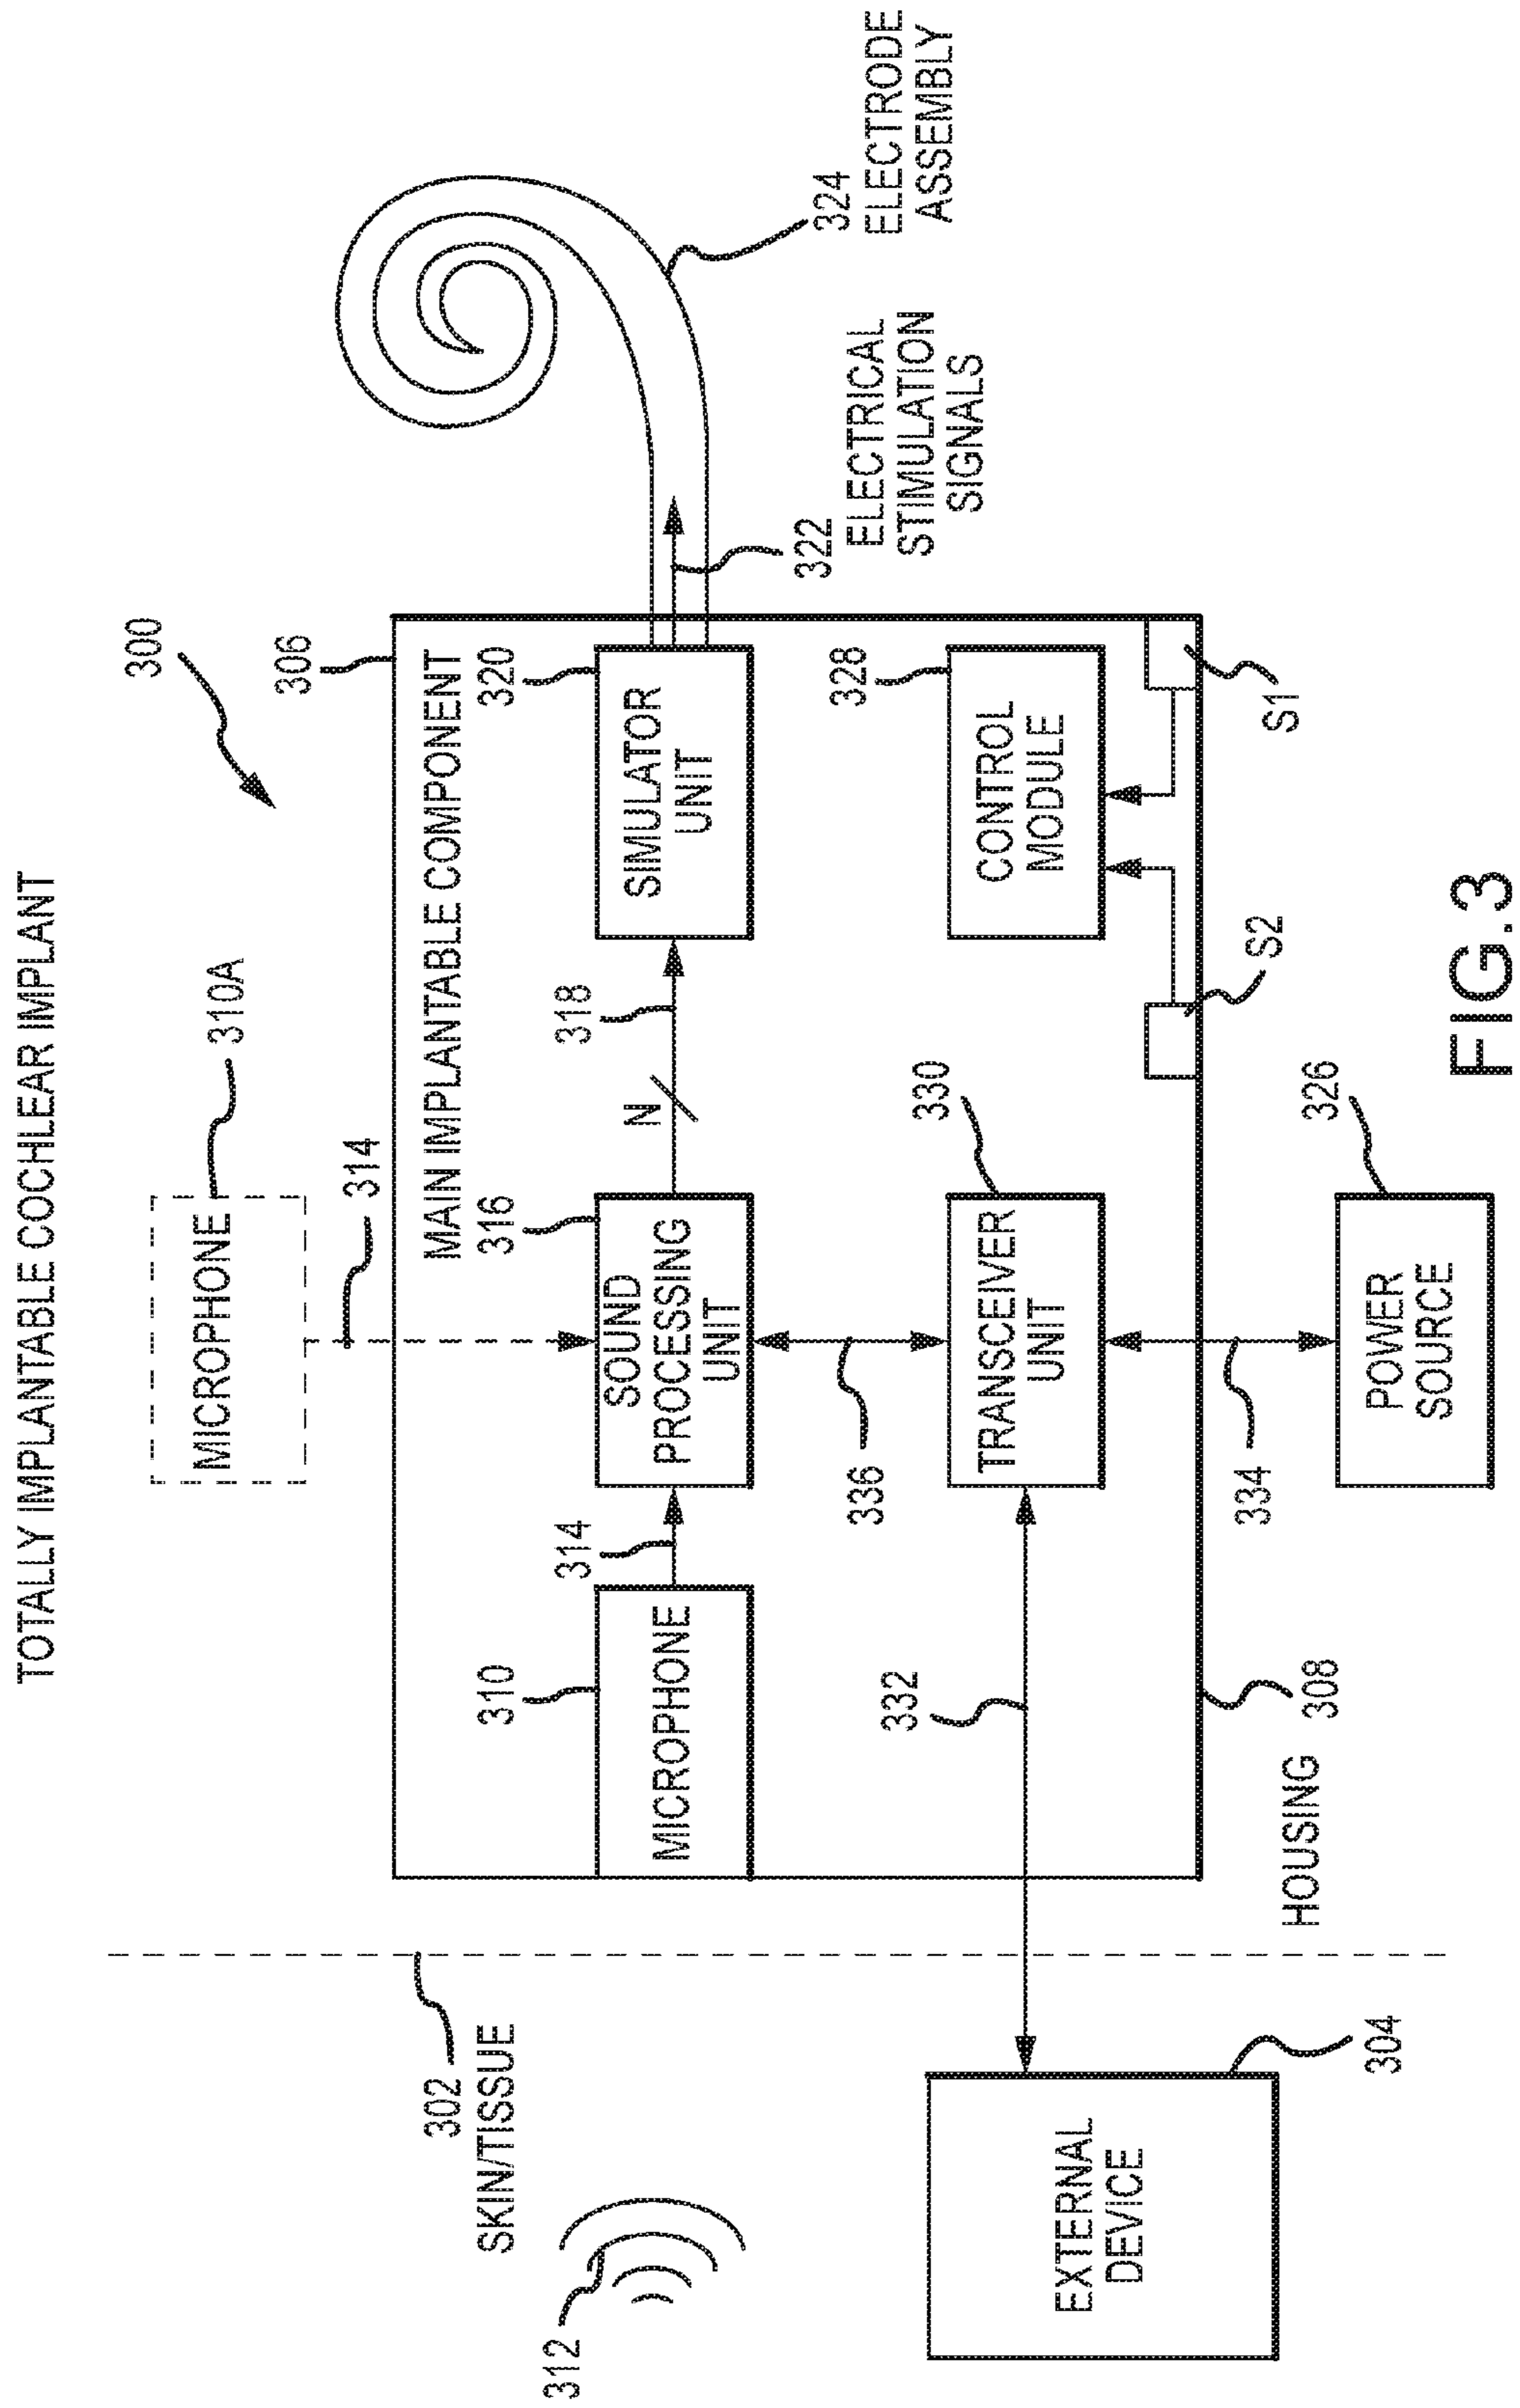 TOTALLY IMPLANTABLE COCHLEAR IMPLANT
300
MICROPHONE
310A
314
306
MAIN IMPLANTABLE COMPONENT
302
SKIN/TISSUE
312
310
MICROPHONE
314
316
SOUND
PROCESSING
UNIT
N
318
320
SIMULATOR
UNIT
322
ELECTRICAL
STIMULATION
SIGNALS
324
ELECTRODE
ASSEMBLY
336
332
330
TRANSCEIVER
UNIT
328
CONTROL
MODULE
S2
S1
EXTERNAL
DEVICE
304
HOUSING
308
334
326
POWER
SOURCE
FIG.3